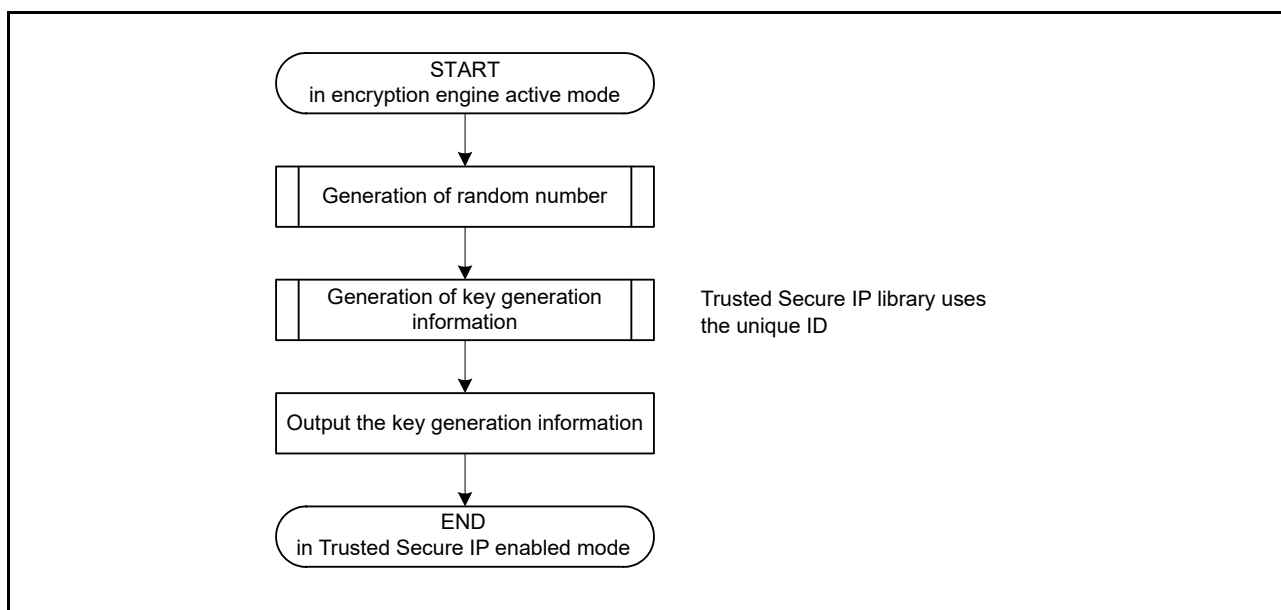 START
in encryption engine active mode
Generation of random number
Generation of key generation
information
Trusted Secure IP library uses
the unique ID
Output the key generation information
END
in Trusted Secure IP enabled mode